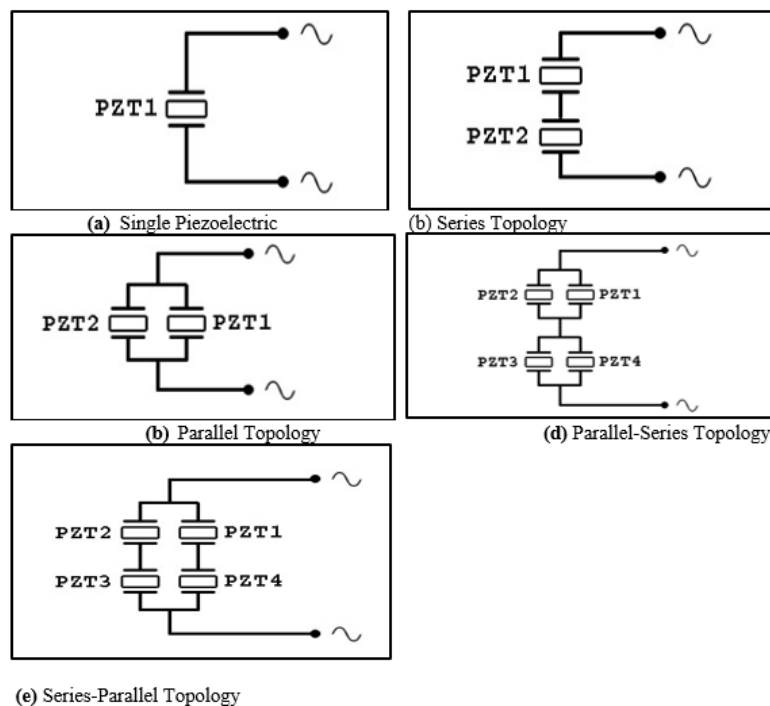 PZT1
PZT1
PZT2
(a) Single Piezoelectric
(b) Series Topology
PZT2 PZT1
PZT2 PZT1
PZT3 PZT4
(b) Parallel Topology
(d) Parallel-Series Topology
PZT2 PZT1
PZT3 PZT4
(e) Series-Parallel Topology